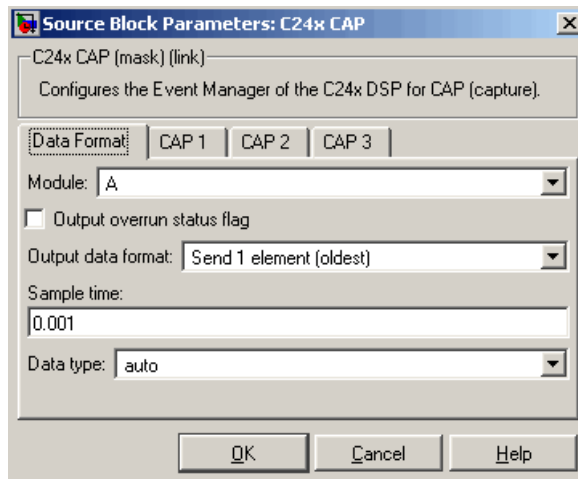 Source Block Parameters: C24x CAP
C24x CAP (mask) (link)
Configures the Event Manager of the C24x DSP for CAP (capture).
Data Format CAP 1 CAP 2 CAP 3
Module: A
Output overrun status flag
Output data format: Send 1 element (oldest)
Sample time:
0.001
Data type: auto
OK Cancel Help